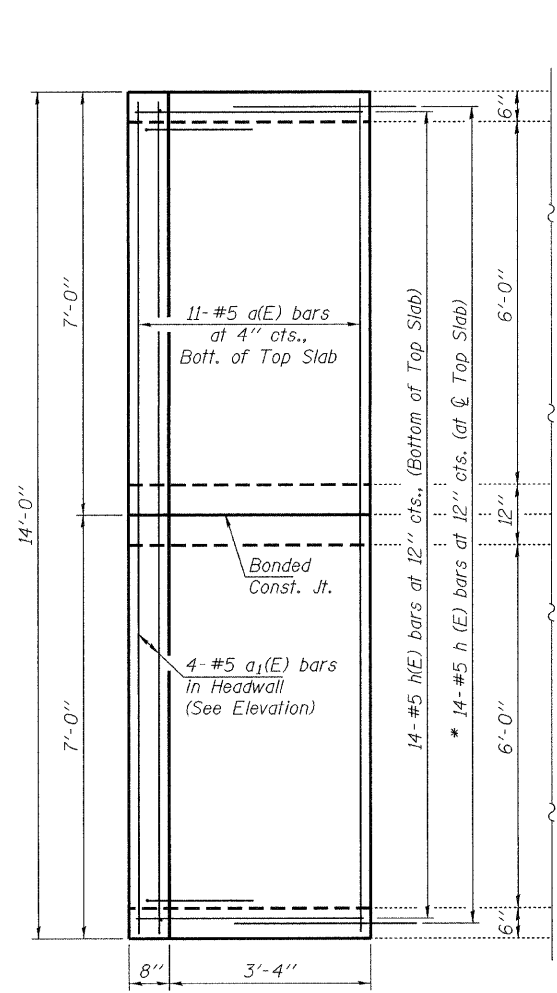 6"
7'-0"
6'-0"
11-#5 a(E) bars
at 4" cts.,
Bott. of Top Slab
14'-0"
12"
Bonded
Const. Jt.
14-#5 h(E) bars at 12" cts., (Bottom of Top Slab)
* 14-#5 h (E) bars at 12" cts. (at ℄ Top Slab)
4-#5 a₁(E) bars
in Headwall
(See Elevation)
7'-0"
6'-0"
6"
8"
3'-4"